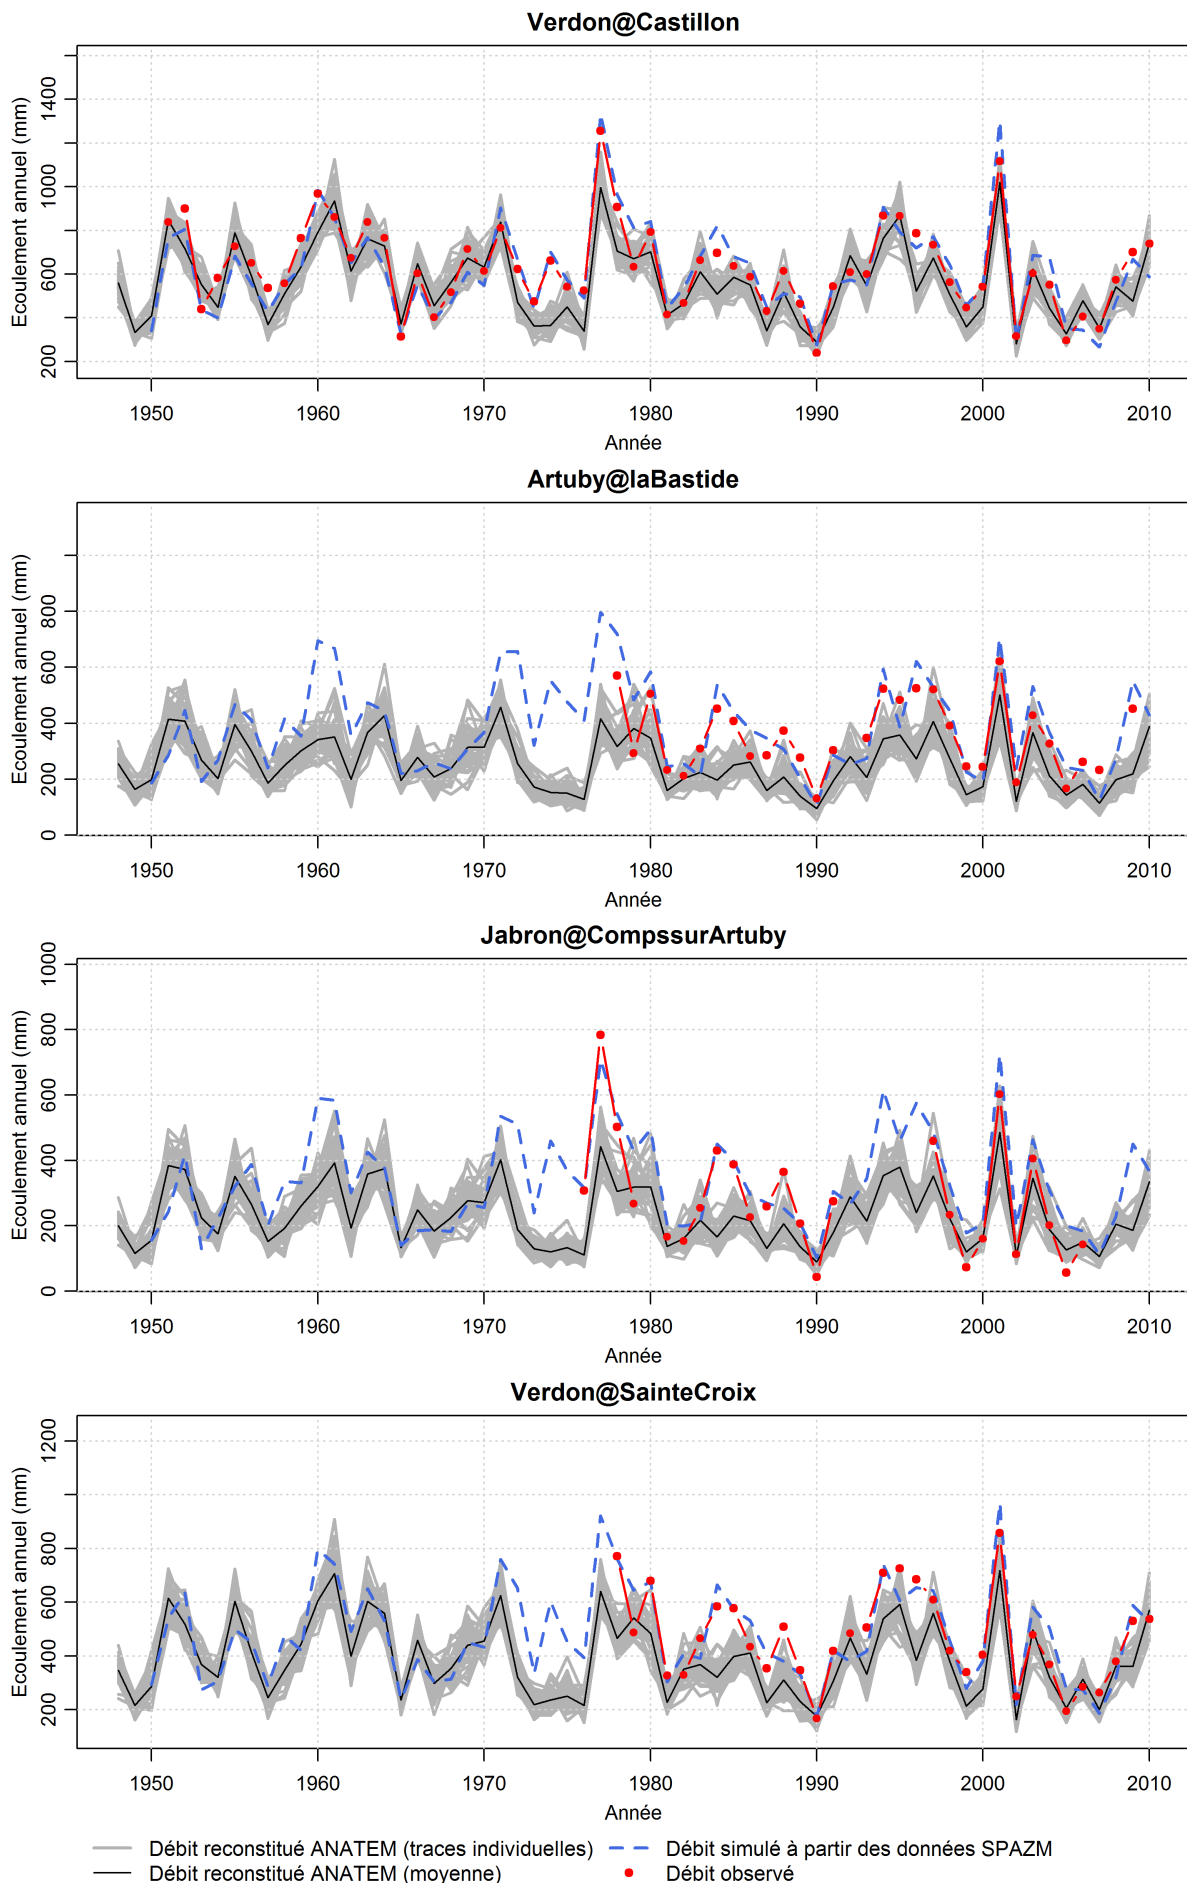 Verdon@Castillon
Ecoulement annuel (mm)
200 600 1000 1400
1950 1960 1970 1980 1990 2000 2010
Année
Artuby@laBastide
Ecoulement annuel (mm)
0 200 400 600 800
1950 1960 1970 1980 1990 2000 2010
Année
Jabron@CompssurArtuby
Ecoulement annuel (mm)
0 200 400 600 800 1000
1950 1960 1970 1980 1990 2000 2010
Année
Verdon@SainteCroix
Ecoulement annuel (mm)
200 400 600 800 1200
1950 1960 1970 1980 1990 2000 2010
Année
Débit reconstitué ANATEM (traces individuelles)
Débit reconstitué ANATEM (moyenne)
Débit simulé à partir des données SPAZM
Débit observé